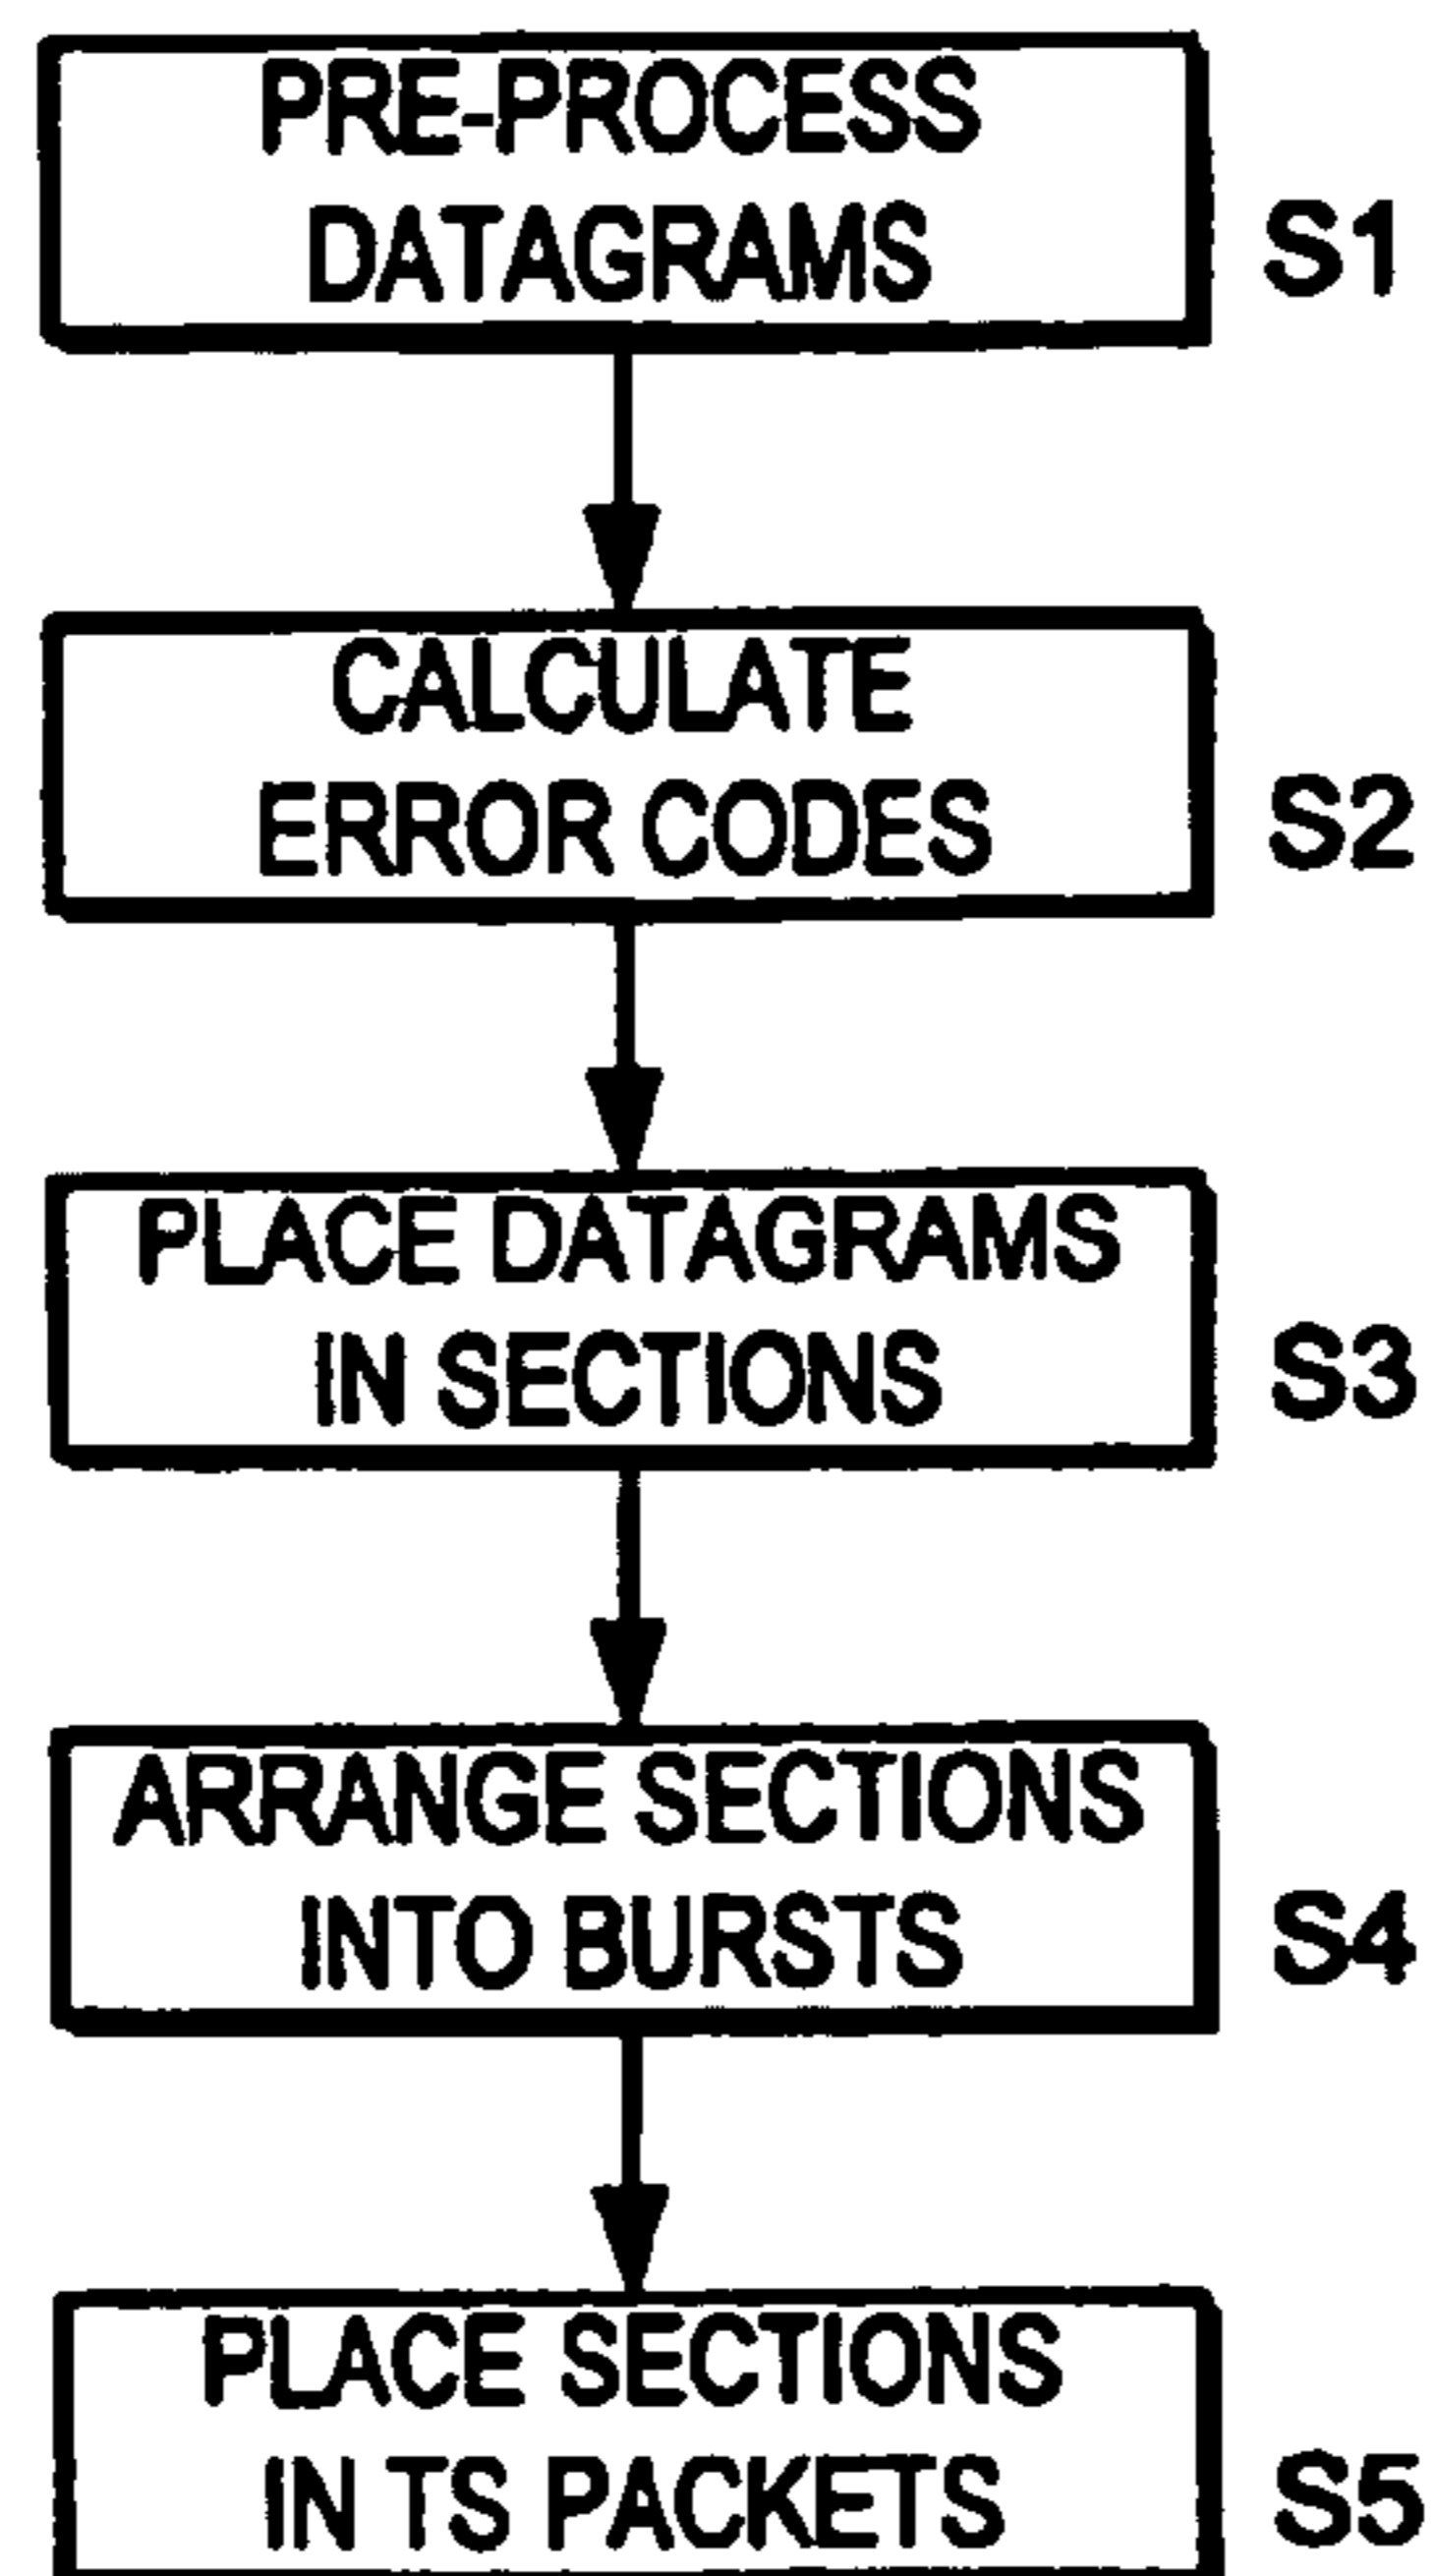 PRE-PROCESS
DATAGRAMS
S1
CALCULATE
ERROR CODES
S2
PLACE DATAGRAMS
IN SECTIONS
S3
ARRANGE SECTIONS
INTO BURSTS
S4
PLACE SECTIONS
IN TS PACKETS
S5